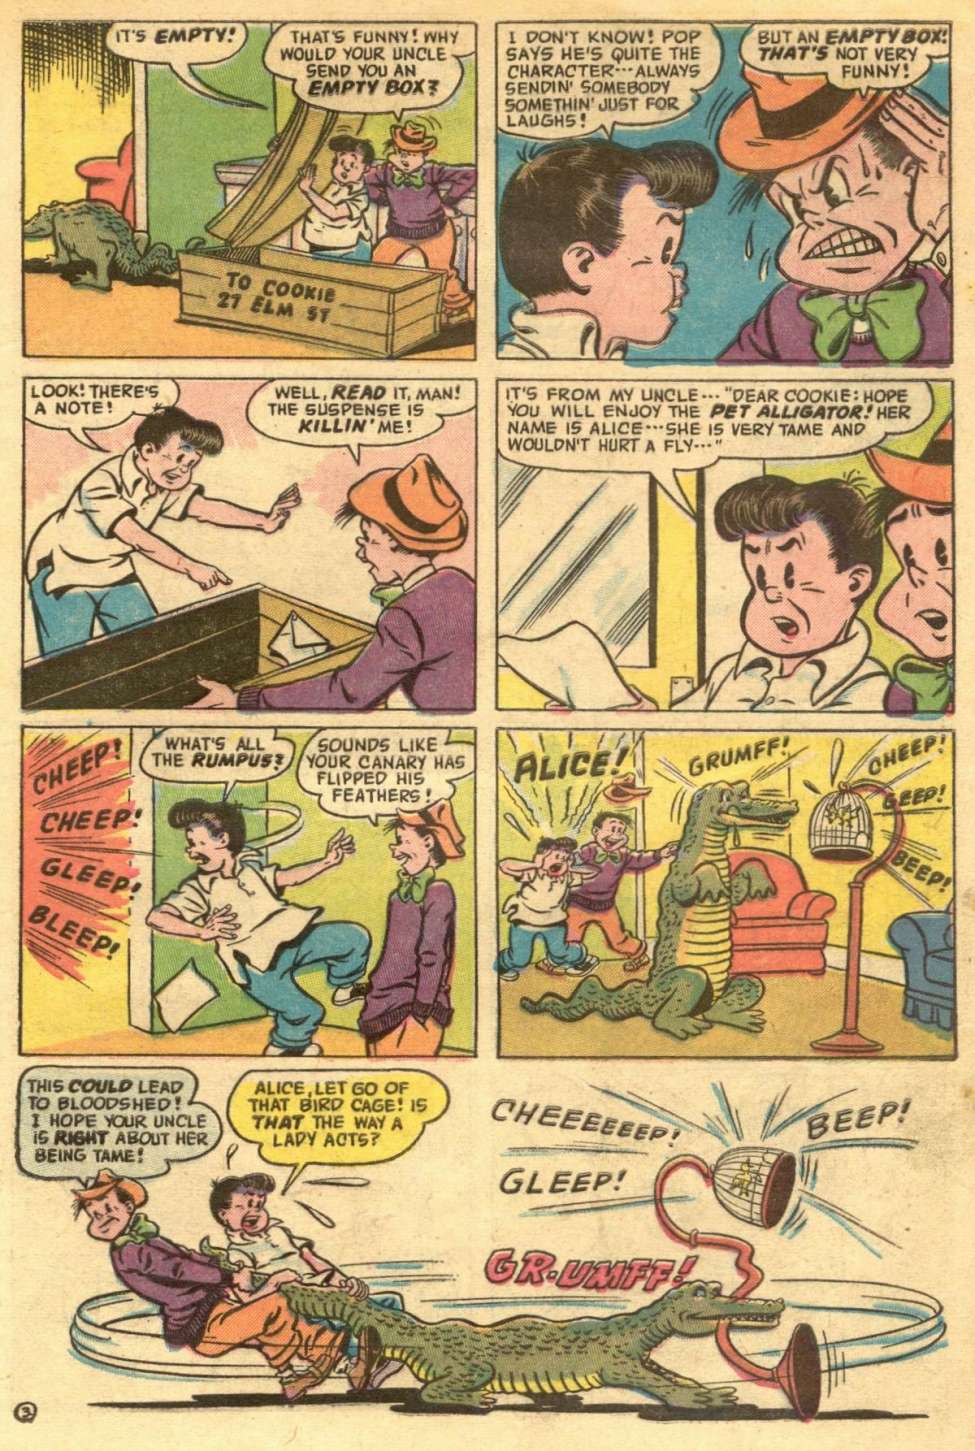 IT'S EMPTY!
THAT'S FUNNY! WHY
WOULD YOUR UNCLE
SEND YOU AN
EMPTY BOX?
TO COOKIE
27 ELM ST
I DON'T KNOW! POP
SAYS HE'S QUITE THE
CHARACTER---ALWAYS
SENDIN' SOMEBODY
SOMETHIN' JUST FOR
LAUGHS!
BUT AN EMPTY BOX!
THAT'S NOT VERY
FUNNY!
LOOK! THERE'S
A NOTE!
WELL, READ IT, MAN!
THE SUSPENSE IS
KILLIN' ME!
IT'S FROM MY UNCLE--- "DEAR COOKIE: HOPE
YOU WILL ENJOY THE PET ALLIGATOR! HER
NAME IS ALICE---SHE IS VERY TAME AND
WOULDN'T HURT A FLY---"
CHEEP!
CHEEP!
GLEEP!
BLEEP!
WHAT'S ALL
THE RUMPUS?
SOUNDS LIKE
YOUR CANARY HAS
FLIPPED HIS
FEATHERS!
ALICE!
GRUMFF!
CHEEP!
GEEP!
BEEP!
THIS COULD LEAD
TO BLOODSHED!
I HOPE YOUR UNCLE
IS RIGHT ABOUT HER
BEING TAME!
ALICE, LET GO OF
THAT BIRD CAGE! IS
THAT THE WAY A
LADY ACTS?
CHEEEEEEP!
GLEEP!
BEEP!
GR-UMFF!
3